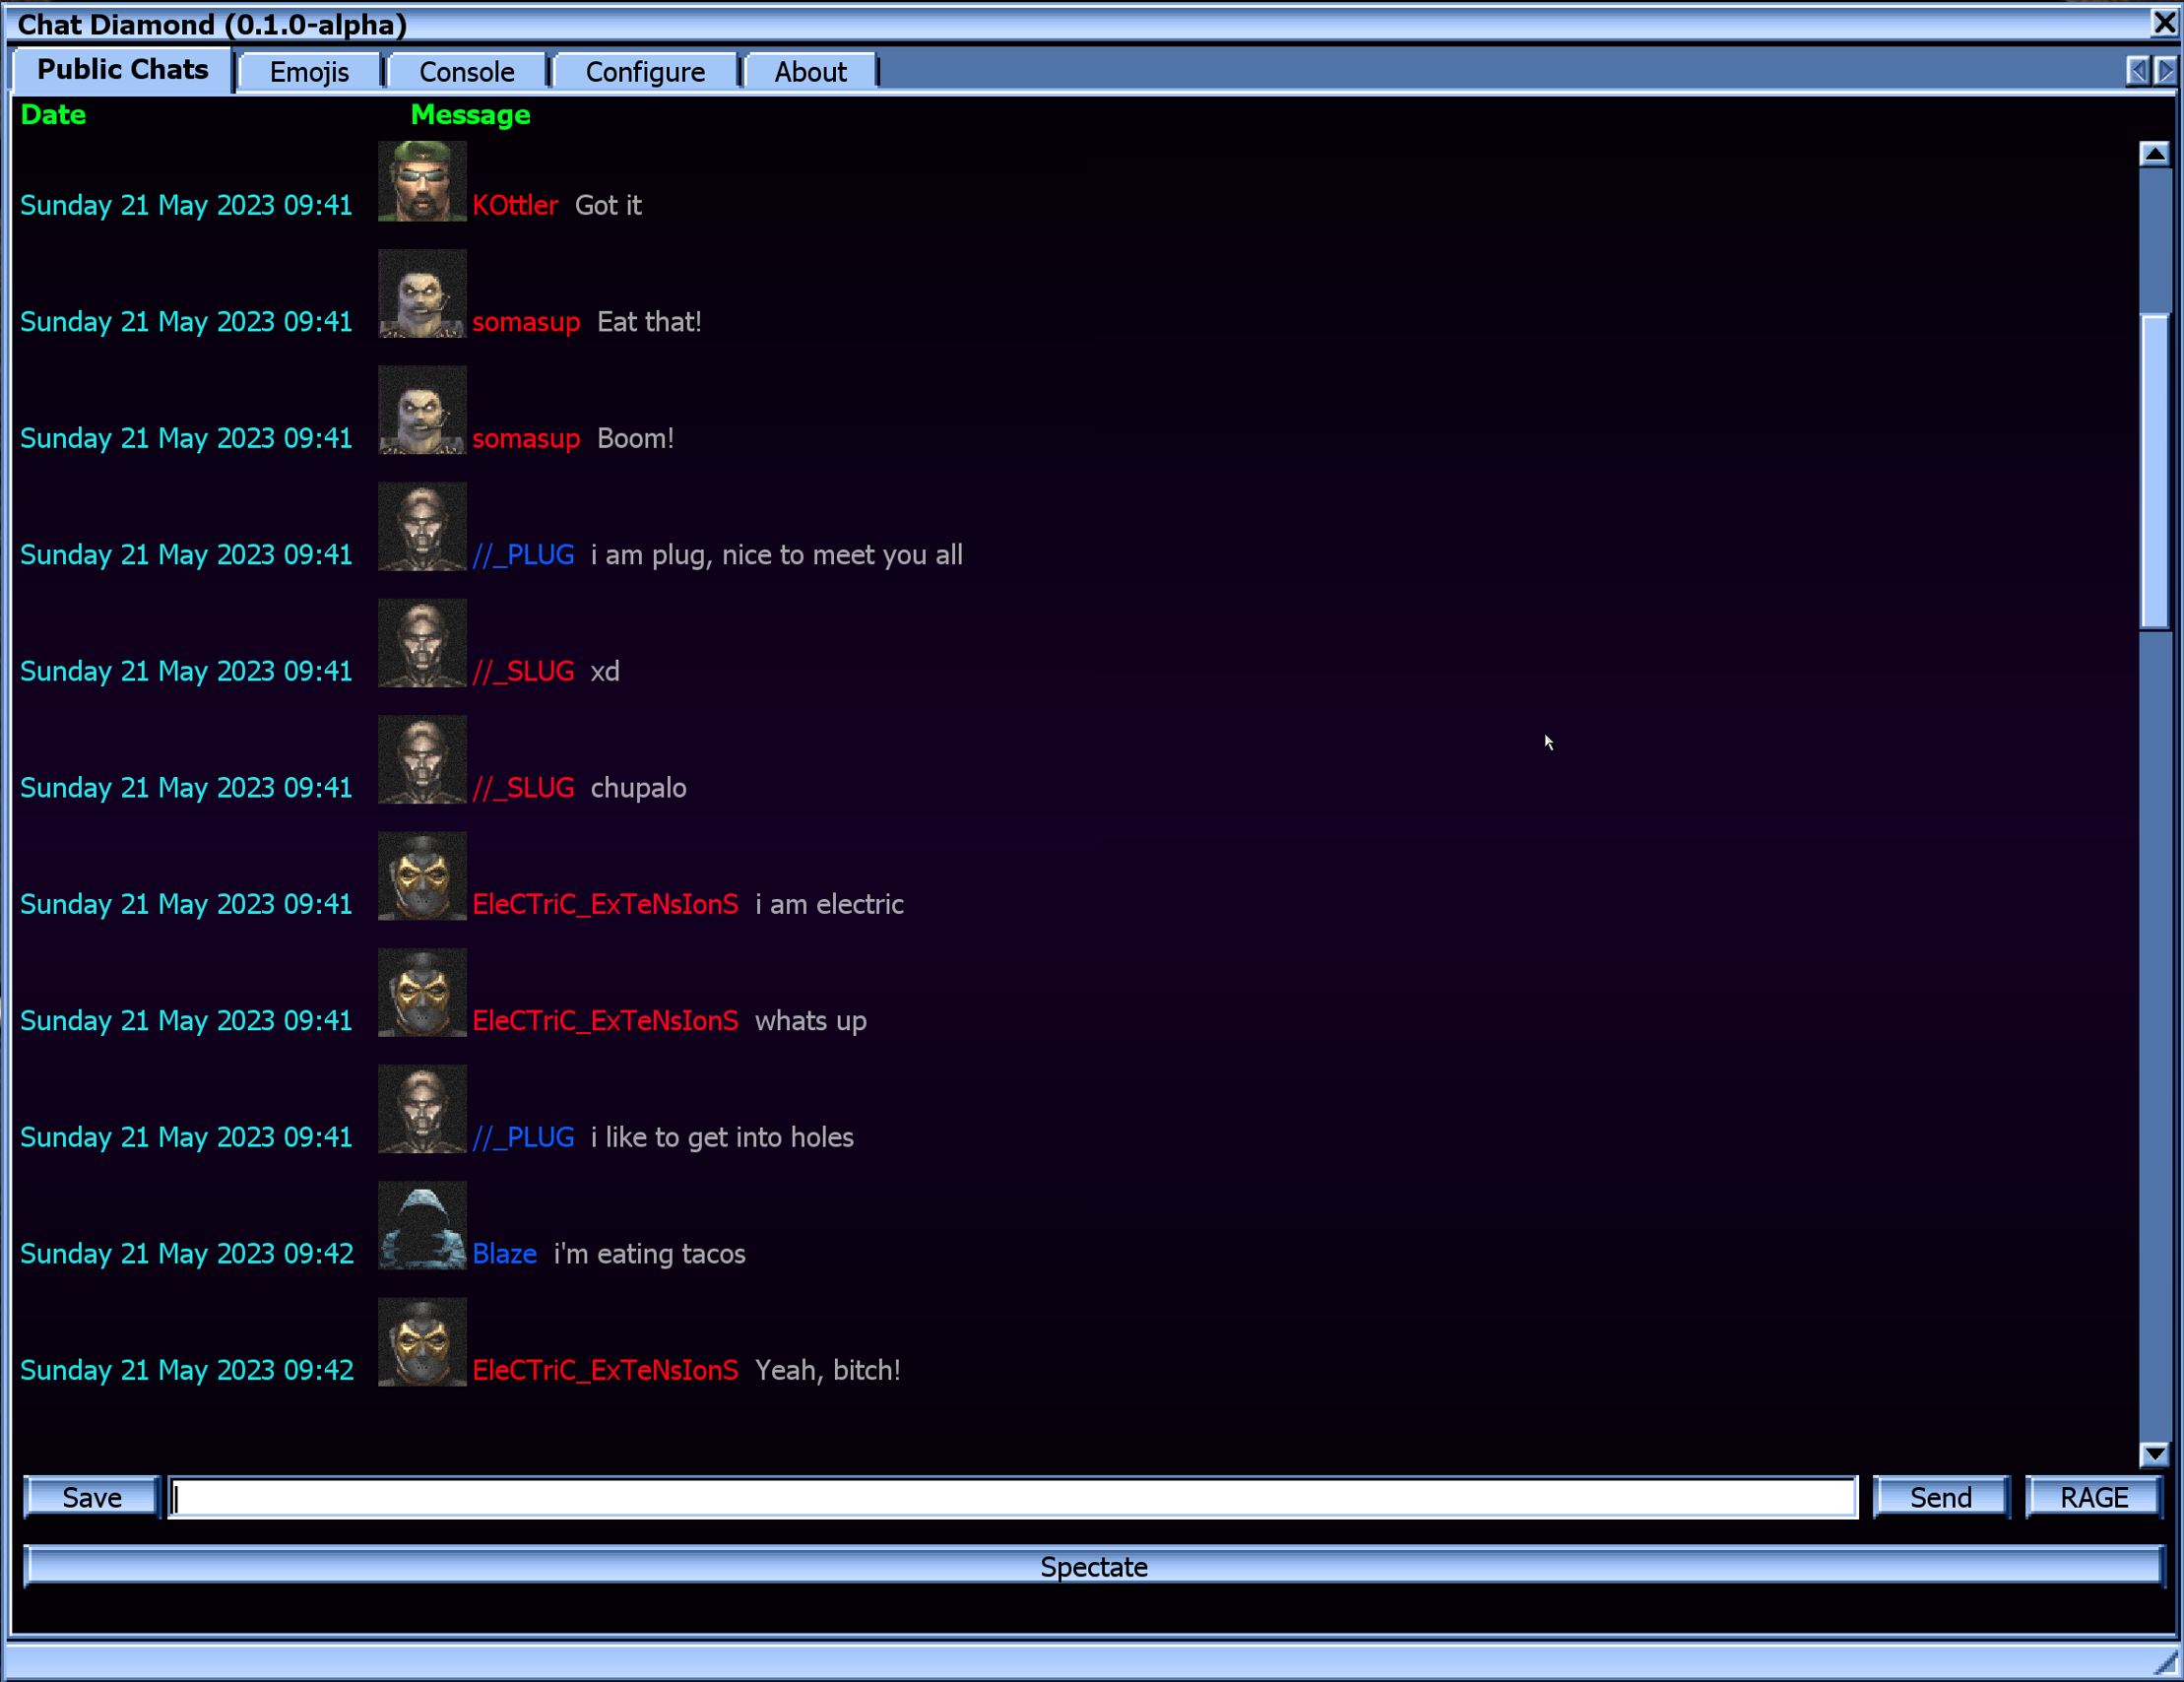 Chat Diamond (0.1.0-alpha)
Public Chats Emojis Console Configure About
Date Message
Sunday 21 May 2023 09:41 KOttler Got it
Sunday 21 May 2023 09:41 somasup Eat that!
Sunday 21 May 2023 09:41 somasup Boom!
Sunday 21 May 2023 09:41 //_PLUG i am plug, nice to meet you all
Sunday 21 May 2023 09:41 //_SLUG xd
Sunday 21 May 2023 09:41 //_SLUG chupalo
Sunday 21 May 2023 09:41 EleCTriC_ExTeNsIonS i am electric
Sunday 21 May 2023 09:41 EleCTriC_ExTeNsIonS whats up
Sunday 21 May 2023 09:41 //_PLUG i like to get into holes
Sunday 21 May 2023 09:42 Blaze i'm eating tacos
Sunday 21 May 2023 09:42 EleCTriC_ExTeNsIonS Yeah, bitch!
Save Send RAGE
Spectate